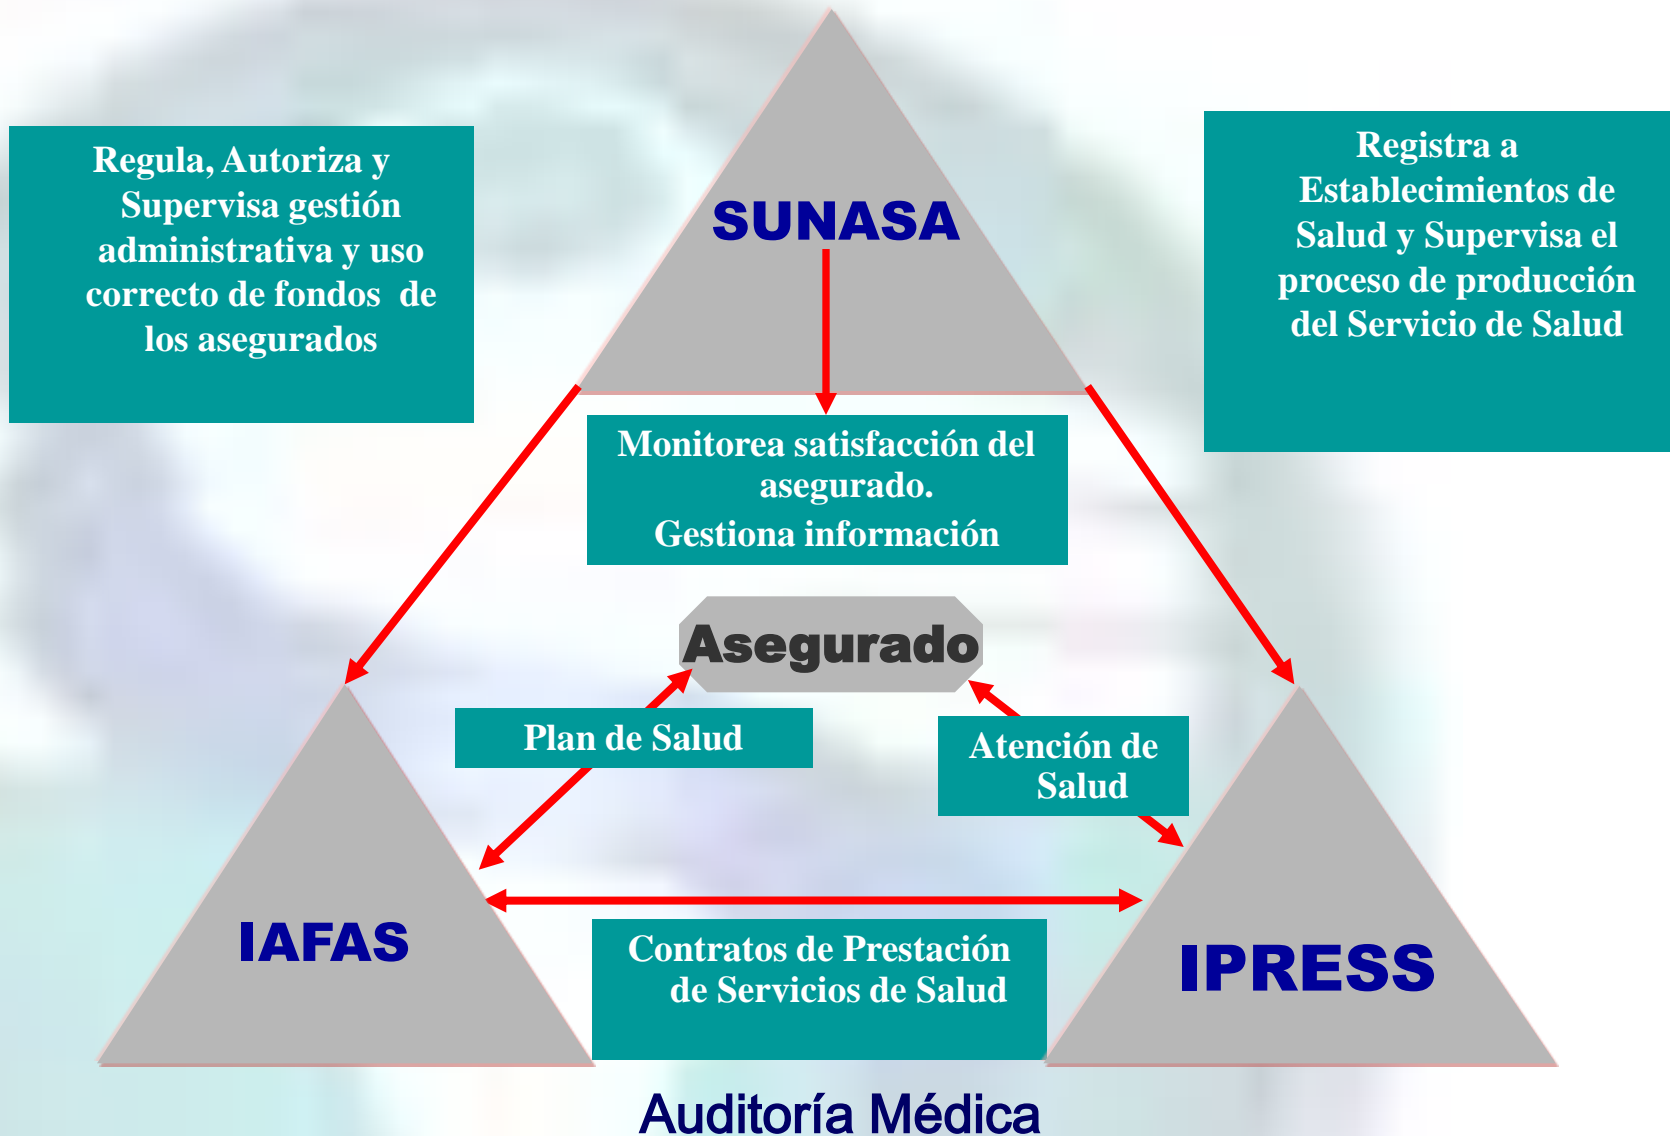 SUNASA
Regula, Autoriza y
Supervisa gestión
administrativa y uso
correcto de fondos de
los asegurados
Registra a
Establecimientos de
Salud y Supervisa el
proceso de producción
del Servicio de Salud
Monitorea satisfacción del
asegurado.
Gestiona información
Asegurado
Plan de Salud
Atención de
Salud
IAFAS
IPRESS
Contratos de Prestación
de Servicios de Salud
Auditoría Médica